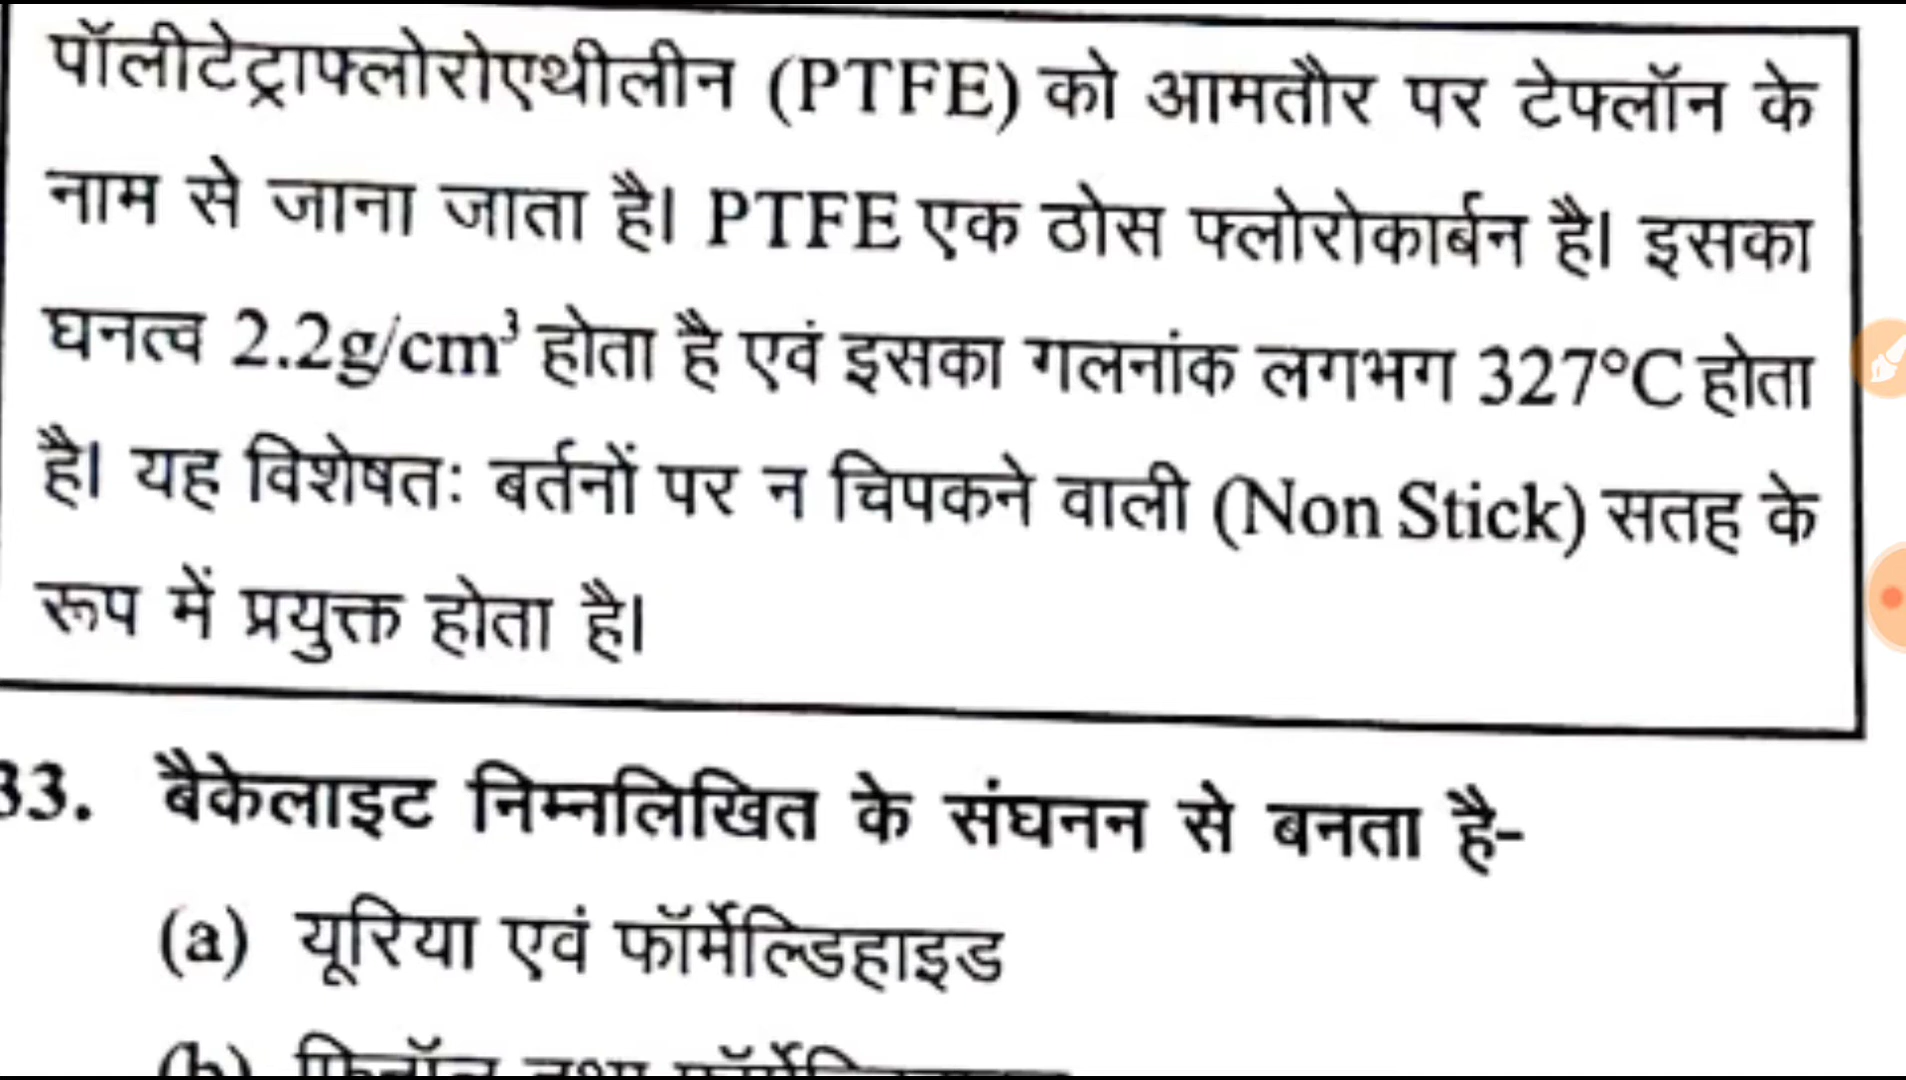 पॉलीटेट्राफ्लोरोएथीलीन (PTFE) को आमतौर पर टेफ्लॉन के
नाम से जाना जाता है। PTFE एक ठोस फ्लोरोकार्बन है। इसका
घनत्व 2.2g/cm³ होता है एवं इसका गलनांक लगभग 327°C होता
है। यह विशेषतः बर्तनों पर न चिपकने वाली (Non Stick) सतह के
रूप में प्रयुक्त होता है।
33. बैकेलाइट निम्नलिखित के संघनन से बनता है-
(a) यूरिया एवं फॉर्मेल्डिहाइड
(b)